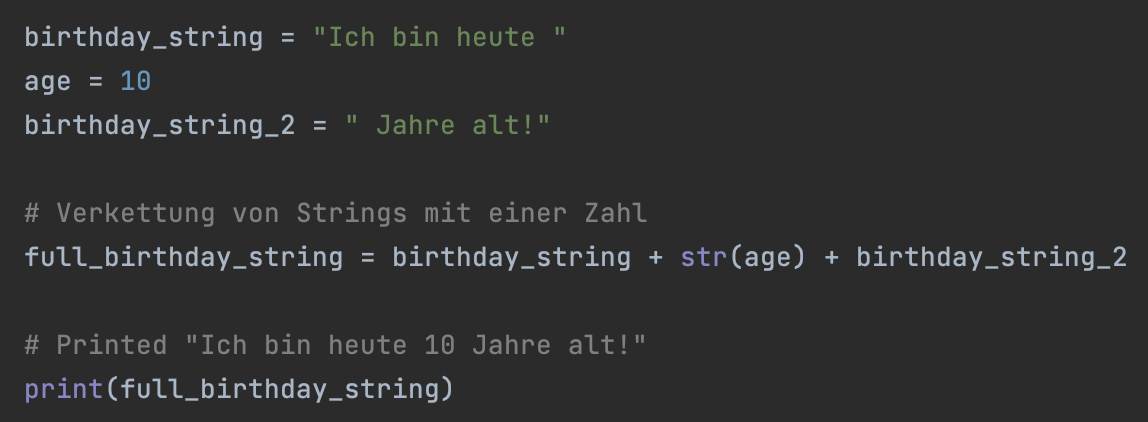 birthday_string = "Ich bin heute "
age = 10
birthday_string_2 = " Jahre alt!"
# Verkettung von Strings mit einer Zahl
full_birthday_string = birthday_string + str(age) + birthday_string_2
# Printed "Ich bin heute 10 Jahre alt!"
print(full_birthday_string)